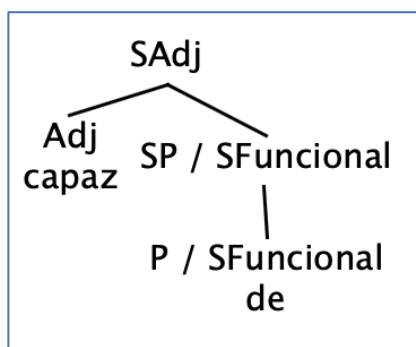 SAdj
Adj
capaz
SP / SFuncional
P / SFuncional
de